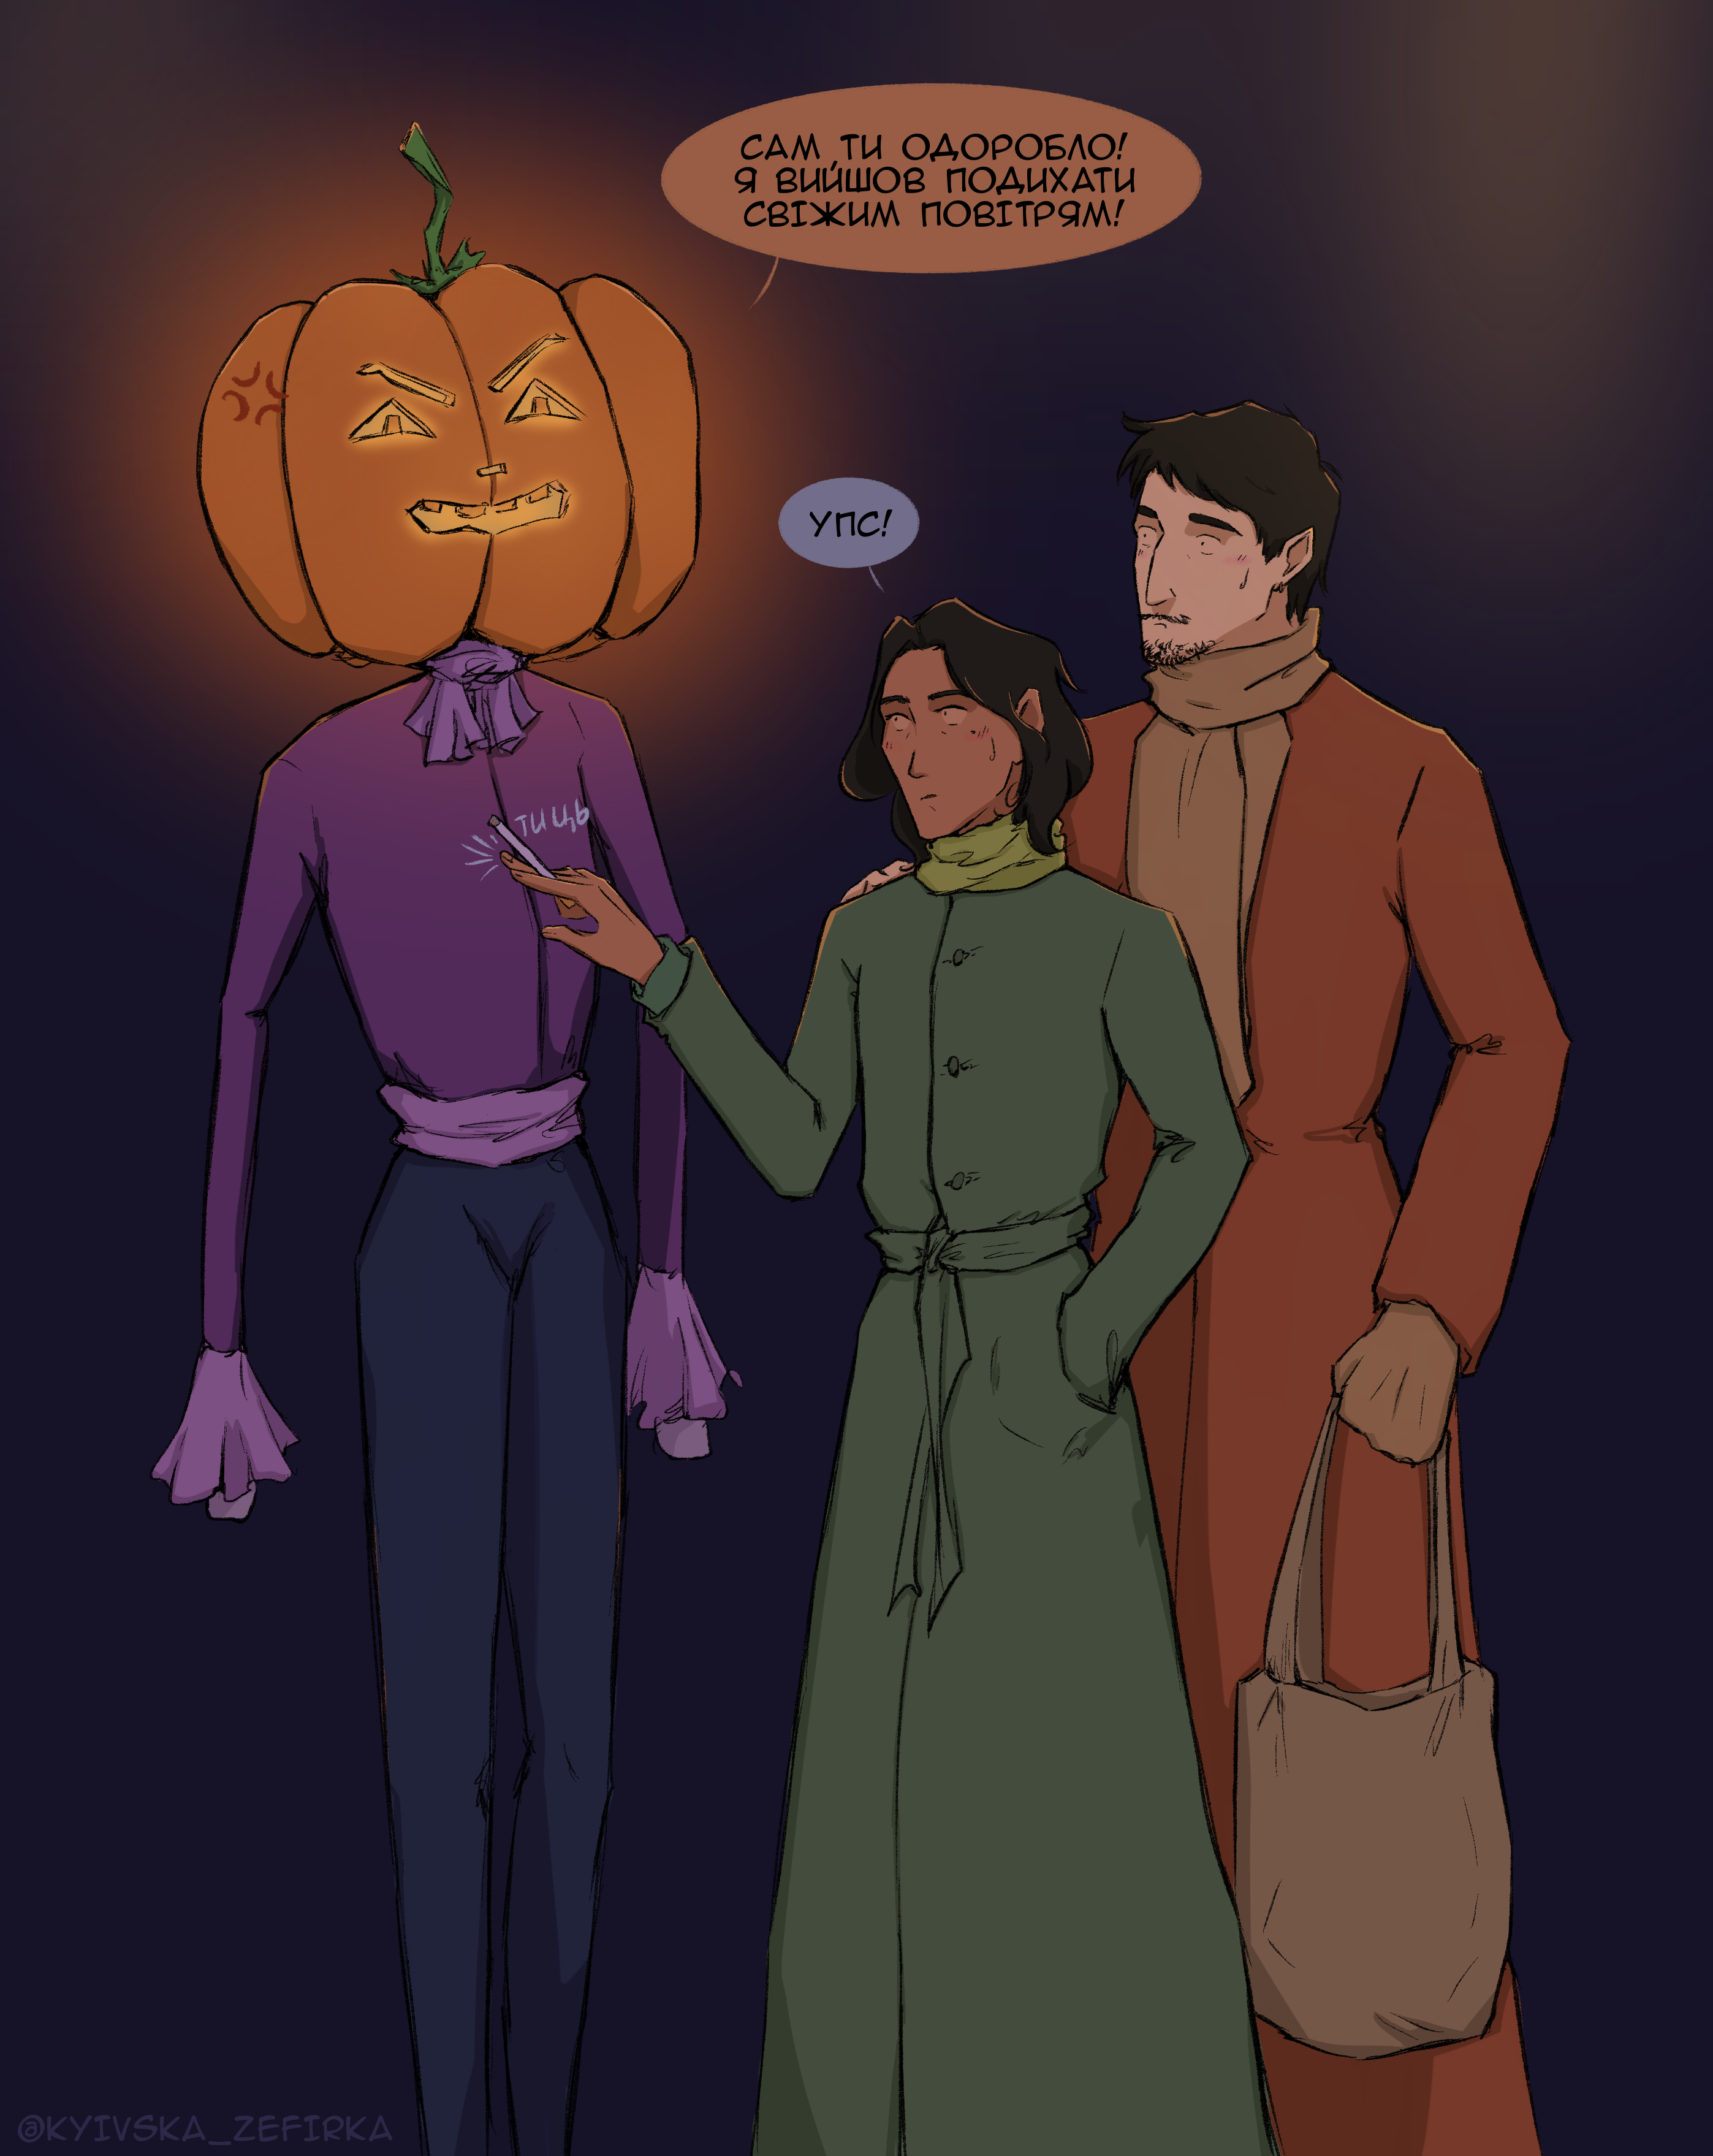 САМ ТИ ОДОРОБЛО!
Я ВИЙШОВ ПОДИХАТИ
СВІЖИМ ПОВІТРЯМ!
УПС!
ТИЦЬ
@KYIVSKA_ZEFIRKA